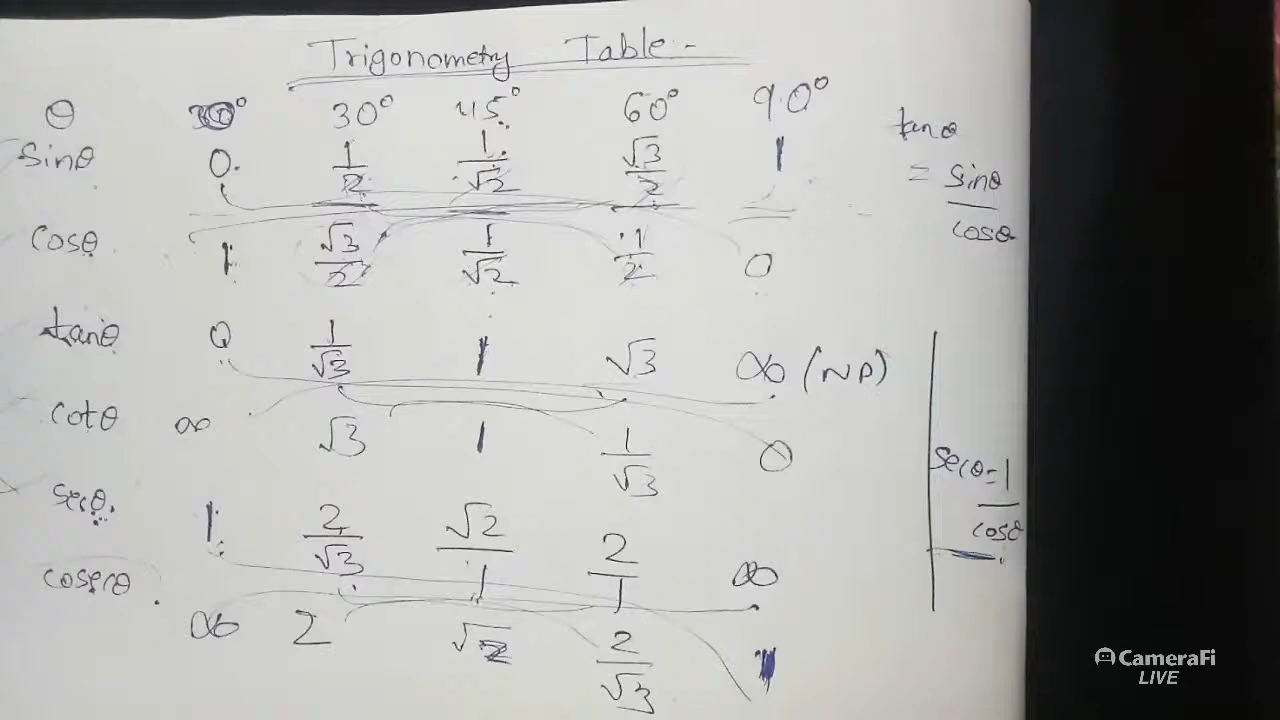 Trigonometry Table:-
θ 0° 30° 45° 60° 90°
sinθ 0 1/2 1/√2 √3/2 1
cosθ 1 √3/2 1/√2 1/2 0
tanθ 0 1/√3 1 √3 ∞ (ND)
cotθ ∞ √3 1 1/√3 0
secθ 1 2/√3 √2/1 2/1 ∞
cosecθ ∞ 2 √2 2/√3 1
tanθ
= sinθ/cosθ
secθ = 1/cosθ
CameraFi
LIVE